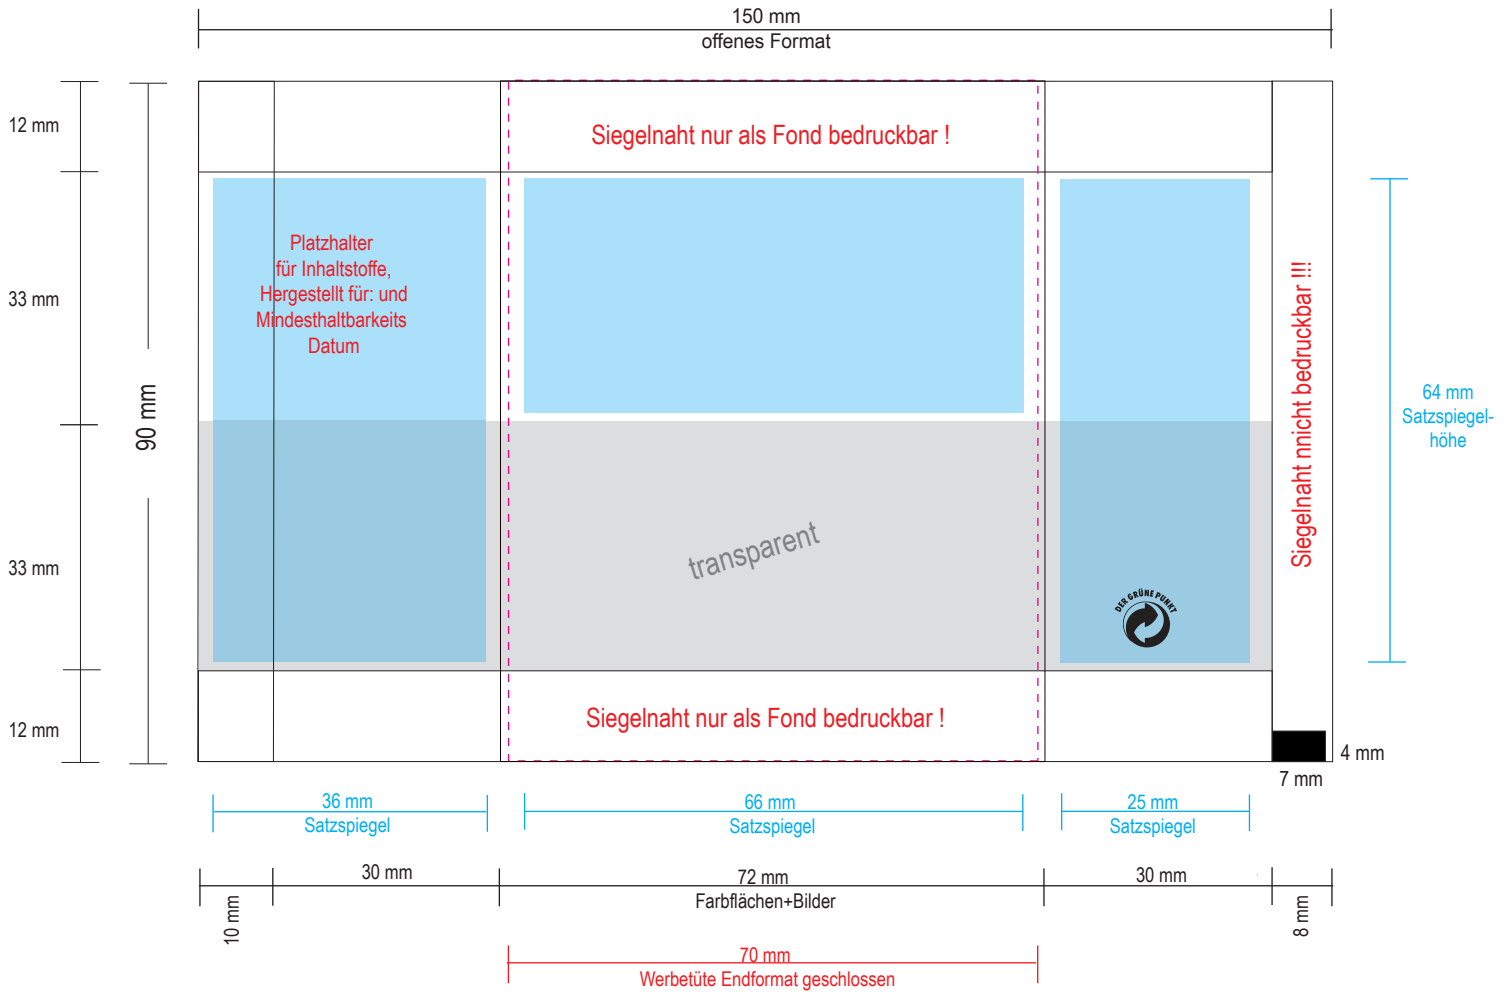 150 mm
offenes Format
12 mm
33 mm
90 mm
33 mm
12 mm
Siegelnaht nur als Fond bedruckbar !
Platzhalter
für Inhaltstoffe,
Hergestellt für: und
Mindesthaltbarkeits
Datum
transparent
DER GRÜNE PUNKT
Siegelnaht nnicht bedruckbar !!!
64 mm
Satzspiegel-
höhe
Siegelnaht nur als Fond bedruckbar !
4 mm
7 mm
36 mm
Satzspiegel
66 mm
Satzspiegel
25 mm
Satzspiegel
10 mm
30 mm
72 mm
Farbflächen+Bilder
30 mm
8 mm
70 mm
Werbetüte Endformat geschlossen